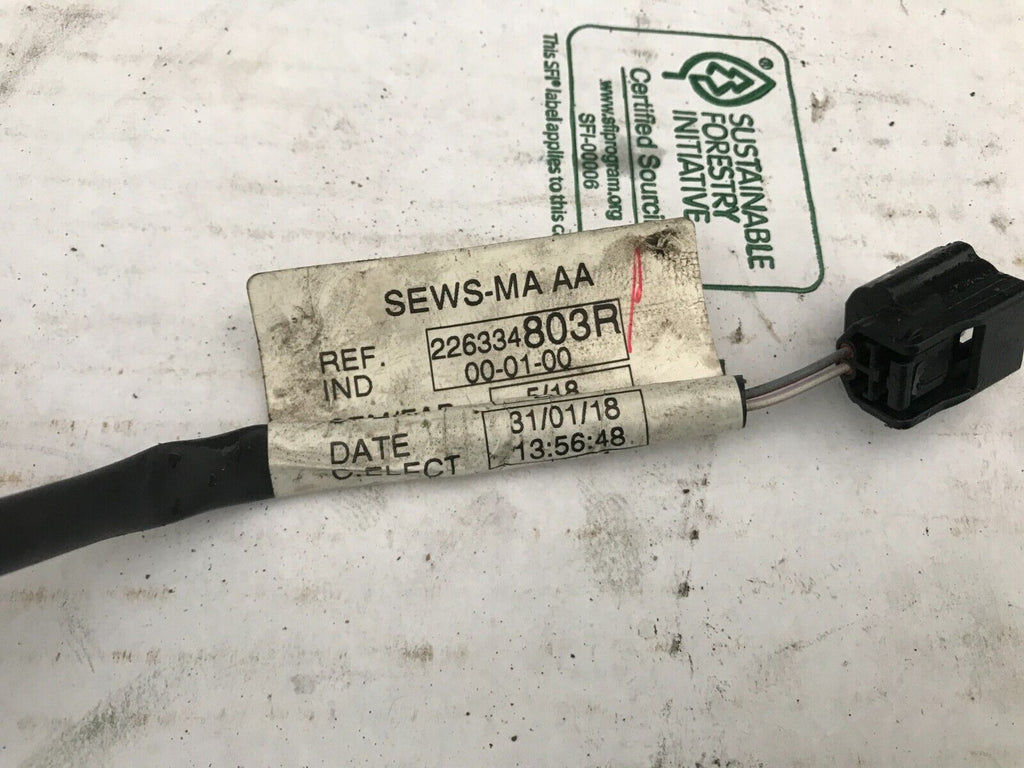 SEWS-MA AA
REF. 226334803R
IND 00-01-00
5/18
DATE 31/01/18
13:56:48
SUSTAINABLE
FORESTRY
INITIATIVE
Certified
www.sfiprogram.org
SFI-00006
This SFI® label applies to this